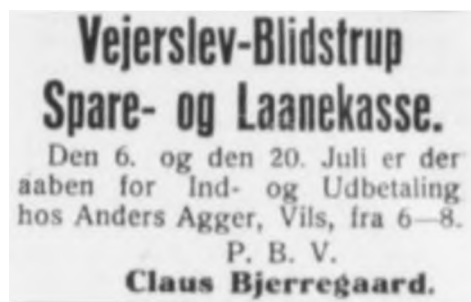 Vejerslev-Blidstrup
Spare- og Laanekasse.
Den 6. og den 20. Juli er der
aaben for Ind- og Udbetaling
hos Anders Agger, Vils, fra 6—8.
P. B. V.
Claus Bjerregaard.